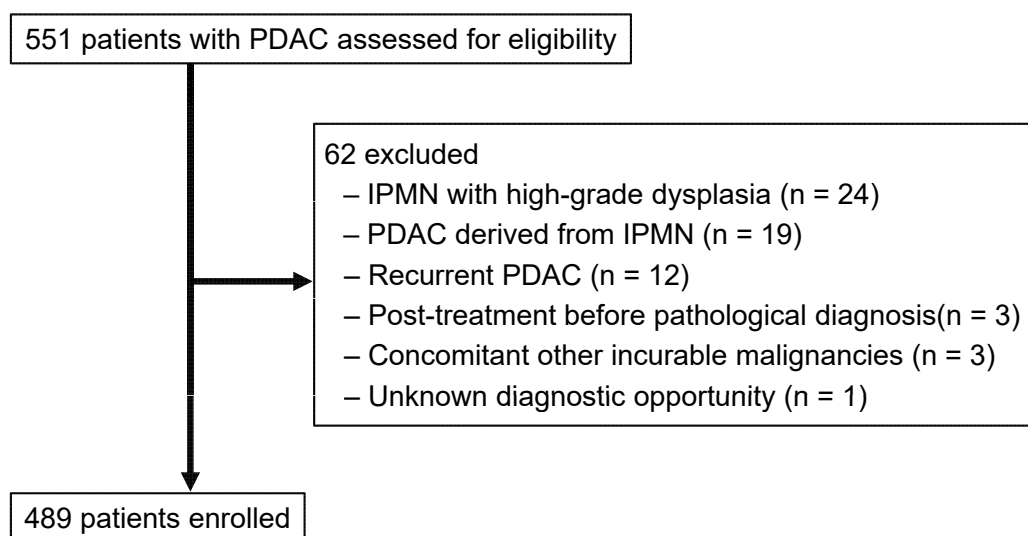 551 patients with PDAC assessed for eligibility
62 excluded
– IPMN with high-grade dysplasia (n = 24)
– PDAC derived from IPMN (n = 19)
– Recurrent PDAC (n = 12)
– Post-treatment before pathological diagnosis(n = 3)
– Concomitant other incurable malignancies (n = 3)
– Unknown diagnostic opportunity (n = 1)
489 patients enrolled